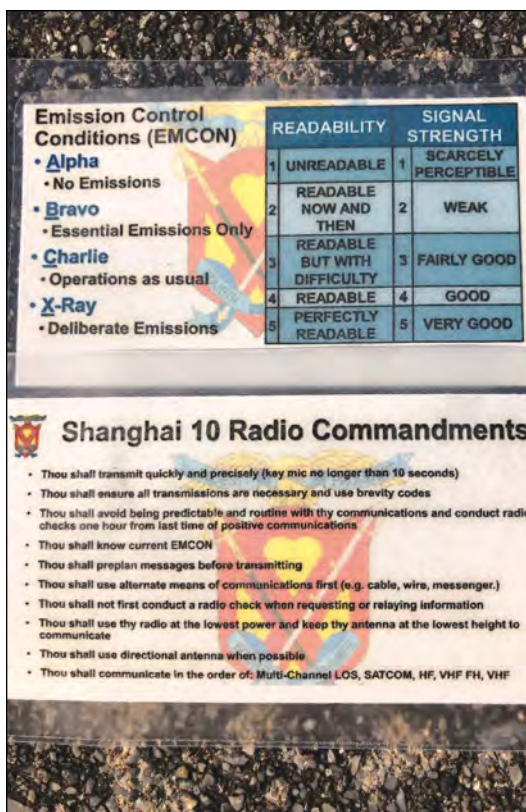 Emission Control
Conditions (EMCON)
• Alpha
• No Emissions
• Bravo
• Essential Emissions Only
• Charlie
• Operations as usual
• X-Ray
• Deliberate Emissions
READABILITY
SIGNAL
STRENGTH
1 UNREADABLE 1 SCARCELY
PERCEPTIBLE
2 READABLE
NOW AND
THEN
2 WEAK
3 READABLE
BUT WITH
DIFFICULTY
3 FAIRLY GOOD
4 READABLE 4 GOOD
5 PERFECTLY
READABLE
5 VERY GOOD
Shanghai 10 Radio Commandments
• Thou shall transmit quickly and precisely (key mic no longer than 10 seconds)
• Thou shall ensure all transmissions are necessary and use brevity codes
• Thou shall avoid being predictable and routine with thy communications and conduct radio
checks one hour from last time of positive communications
• Thou shall know current EMCON
• Thou shall preplan messages before transmitting
• Thou shall use alternate means of communications first (e.g. cable, wire, messenger.)
• Thou shall not first conduct a radio check when requesting or relaying information
• Thou shall use thy radio at the lowest power and keep thy antenna at the lowest height to
communicate
• Thou shall use directional antenna when possible
• Thou shall communicate in the order of: Multi-Channel LOS, SATCOM, HF, VHF FH, VHF